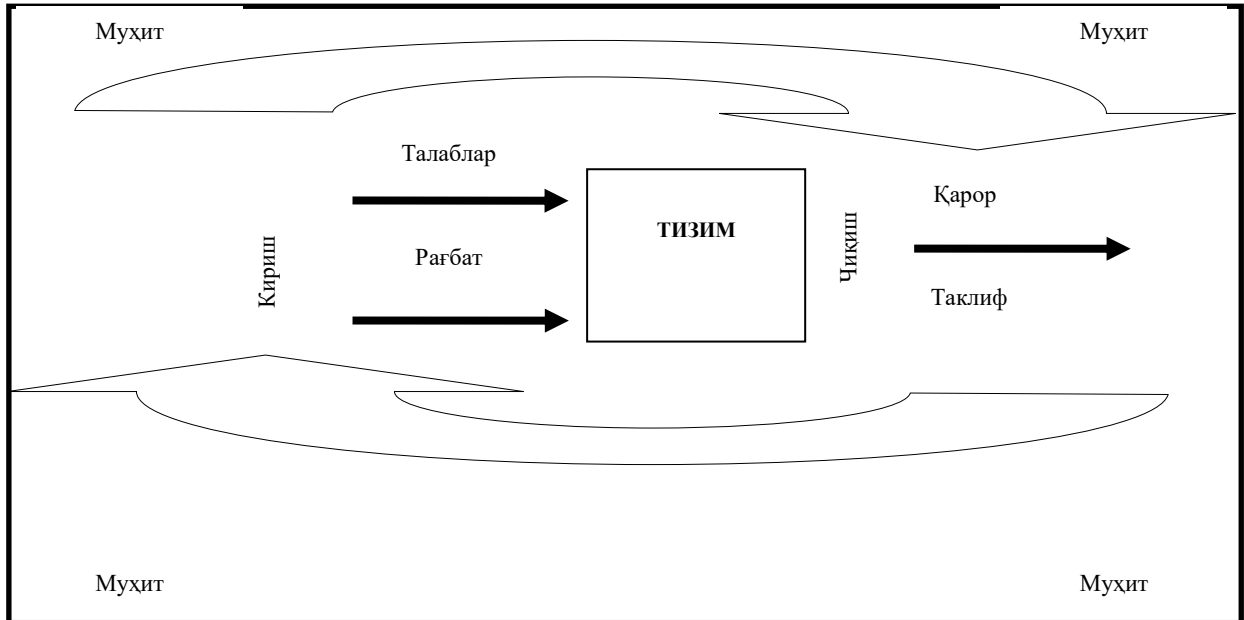 Муҳит
Муҳит
Талаблар
Қарор
ТИЗИМ
Кириш
Рағбат
Чиқиш
Таклиф
Муҳит
Муҳит